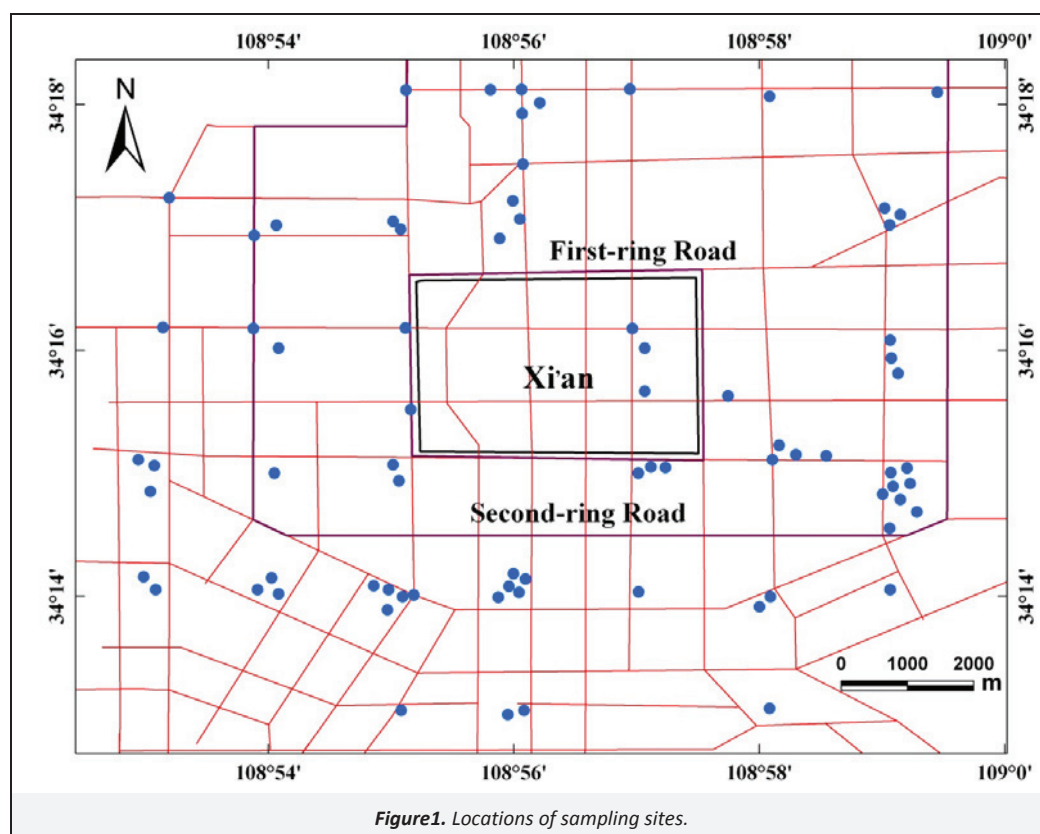 108°54' 108°56' 108°58' 109°0'
N
34°18' 34°18'
First-ring Road
34°16' 34°16'
Xi'an
Second-ring Road
34°14' 34°14'
0 1000 2000
m
108°54' 108°56' 108°58' 109°0'
Figure1. Locations of sampling sites.